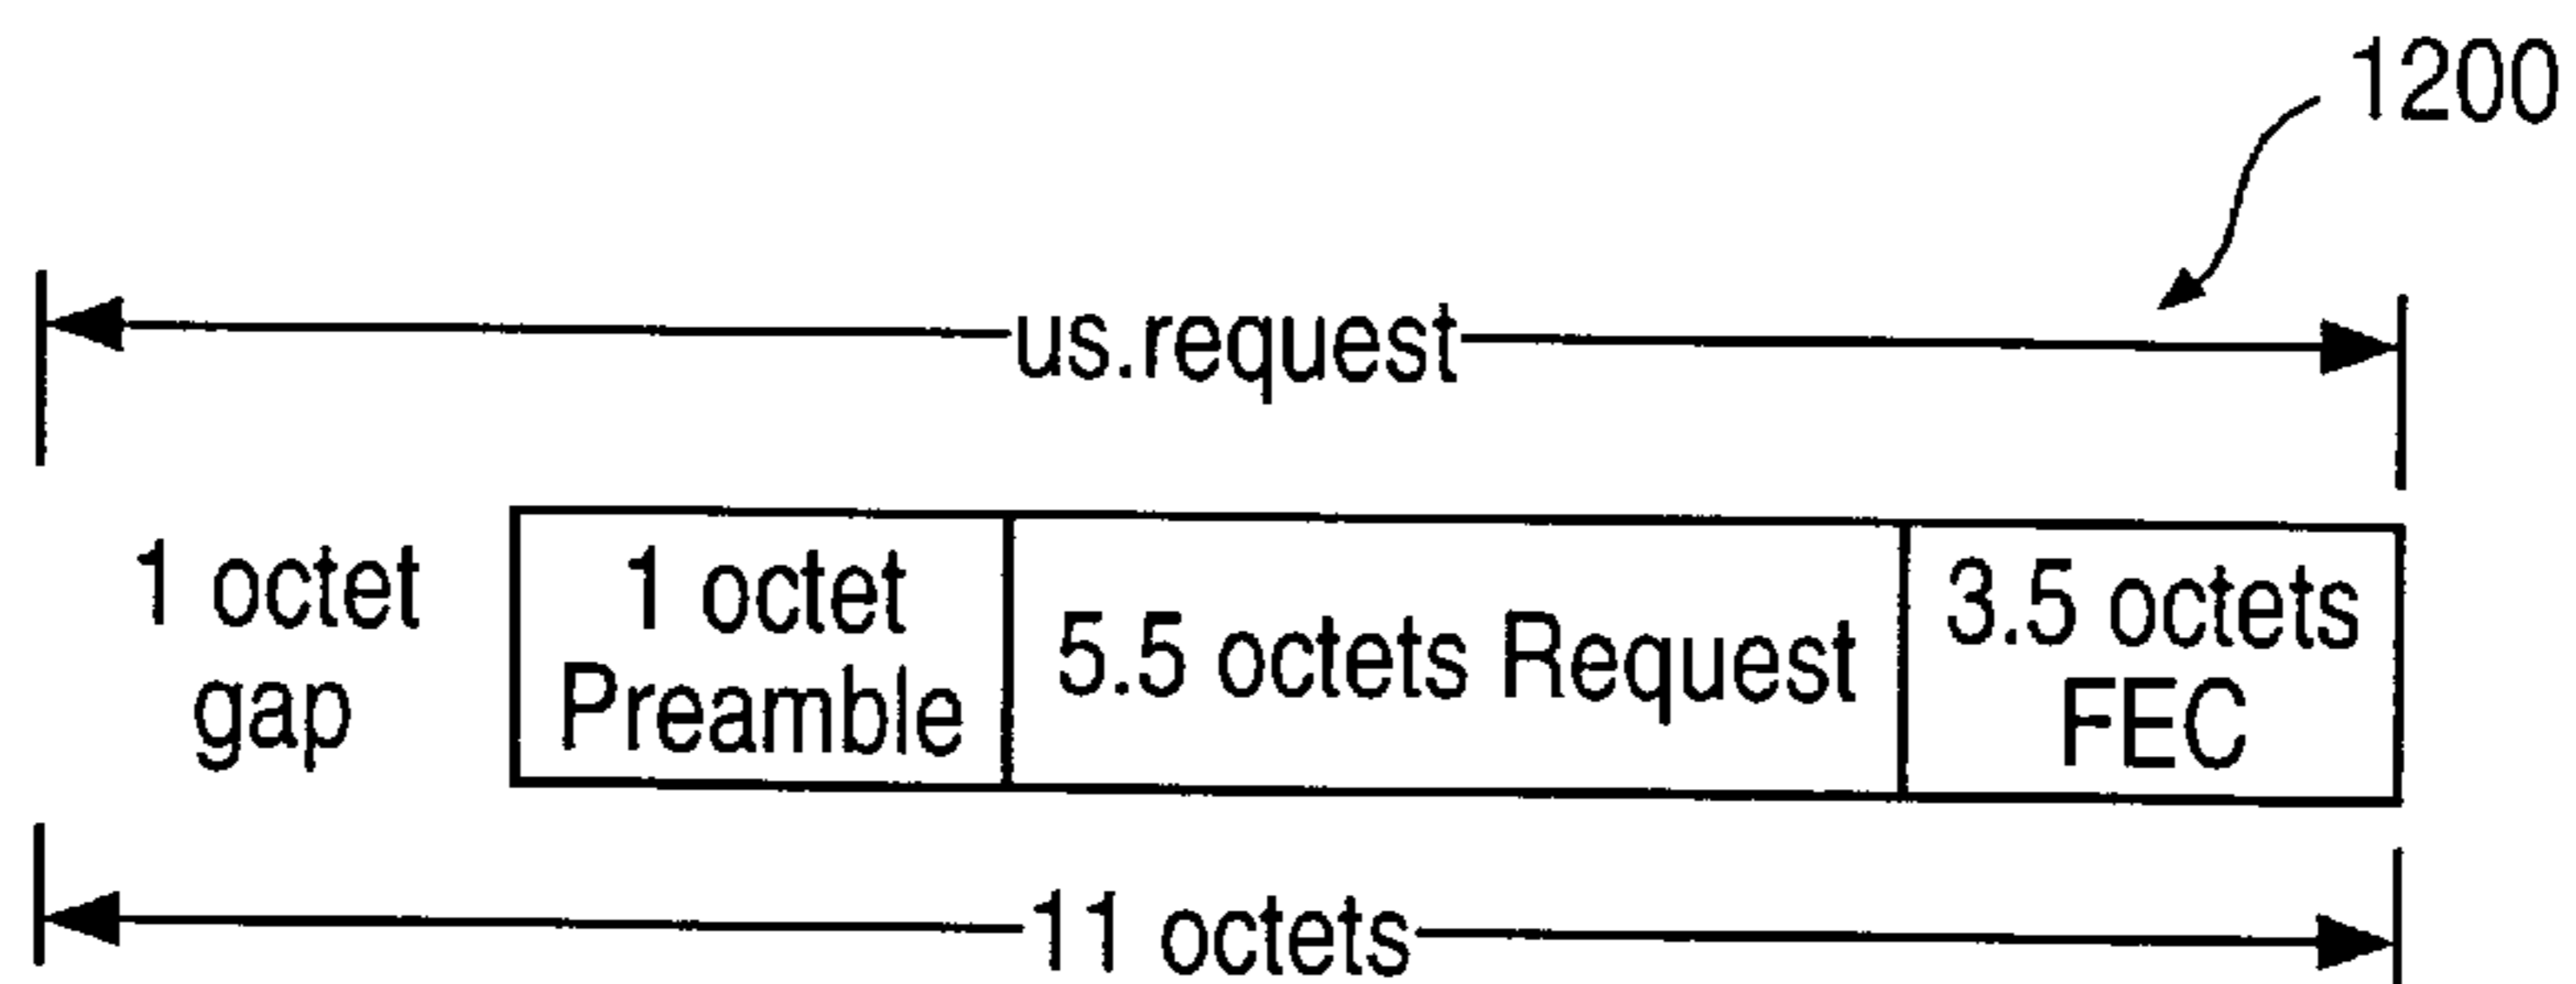 1200
us.request
1 octet
gap
1 octet
Preamble
5.5 octets Request
3.5 octets
FEC
11 octets